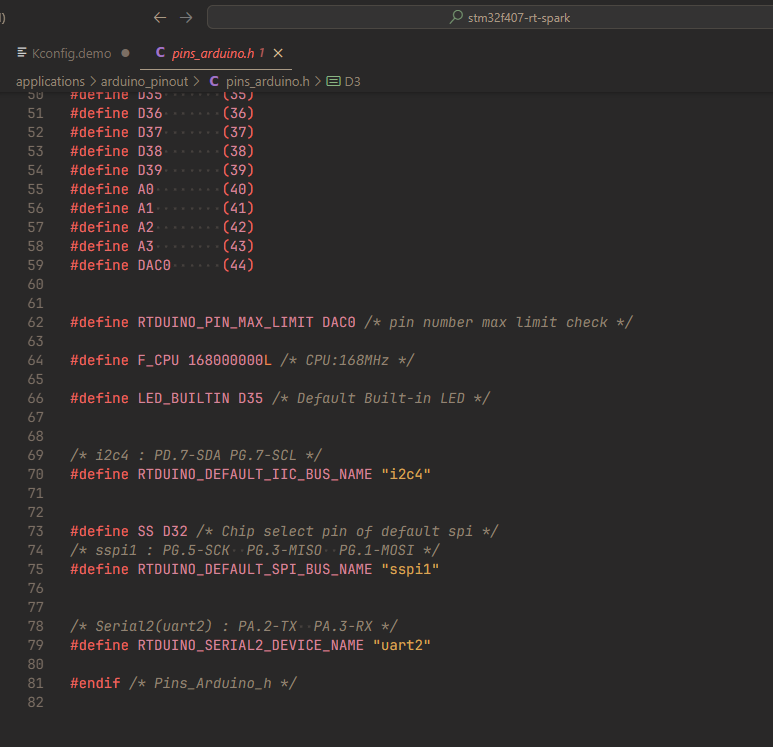 stm32f407-rt-spark
Kconfig.demo
C pins_arduino.h 1
applications > arduino_pinout > C pins_arduino.h > D3
50 #define D35 (35)
51 #define D36 (36)
52 #define D37 (37)
53 #define D38 (38)
54 #define D39 (39)
55 #define A0 (40)
56 #define A1 (41)
57 #define A2 (42)
58 #define A3 (43)
59 #define DAC0 (44)
60
61
62 #define RTDUINO_PIN_MAX_LIMIT DAC0 /* pin number max limit check */
63
64 #define F_CPU 168000000L /* CPU:168MHz */
65
66 #define LED_BUILTIN D35 /* Default Built-in LED */
67
68
69 /* i2c4 : PD.7-SDA PG.7-SCL */
70 #define RTDUINO_DEFAULT_IIC_BUS_NAME "i2c4"
71
72
73 #define SS D32 /* Chip select pin of default spi */
74 /* sspi1 : PG.5-SCK PG.3-MISO PG.1-MOSI */
75 #define RTDUINO_DEFAULT_SPI_BUS_NAME "sspi1"
76
77
78 /* Serial2(uart2) : PA.2-TX PA.3-RX */
79 #define RTDUINO_SERIAL2_DEVICE_NAME "uart2"
80
81 #endif /* Pins_Arduino_h */
82